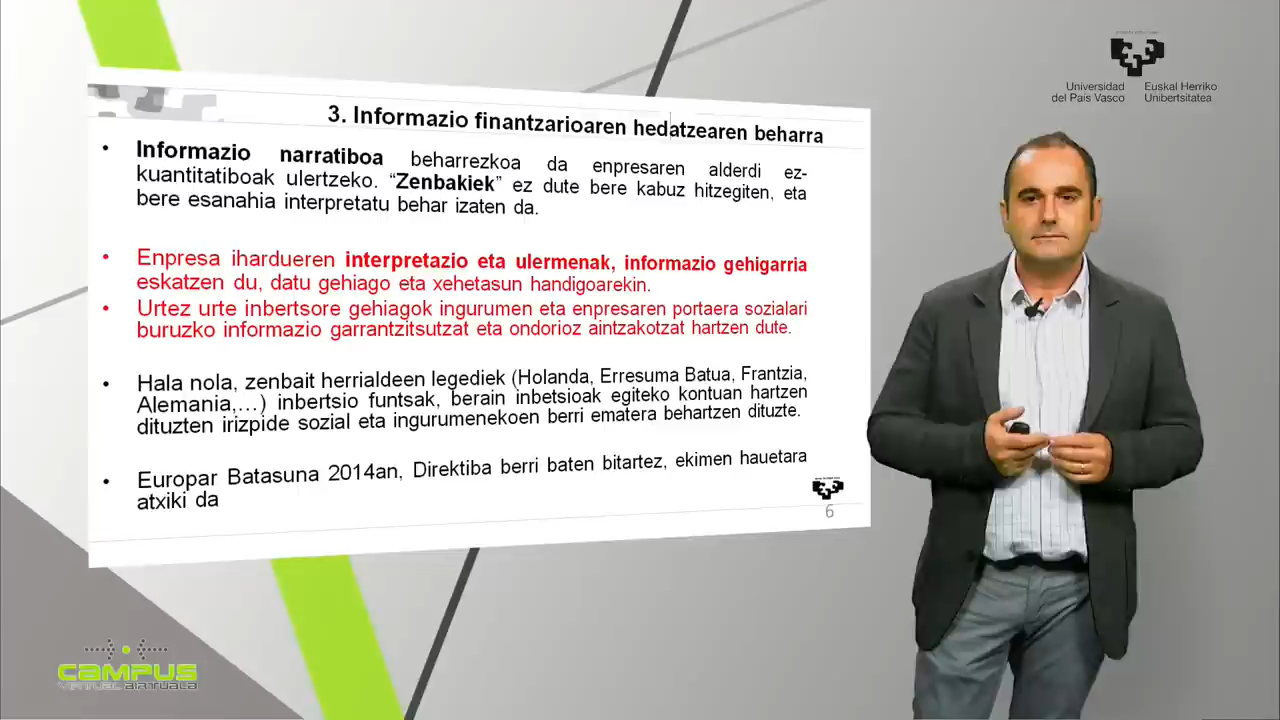 3. Informazio finantzarioaren hedatzearen beharra
• Informazio narratiboa beharrezkoa da enpresaren alderdi ez-
kuantitatiboak ulertzeko. “Zenbakiek” ez dute bere kabuz hitzegiten, eta
bere esanahia interpretatu behar izaten da.
• Enpresa ihardueren interpretazio eta ulermenak, informazio gehigarria
eskatzen du, datu gehiago eta xehetasun handigoarekin.
• Urtez urte inbertsore gehiagok ingurumen eta enpresaren portaera sozialari
buruzko informazio garrantzitsutzat eta ondorioz aintzakotzat hartzen dute.
• Hala nola, zenbait herrialdeen legediek (Holanda, Erresuma Batua, Frantzia,
Alemania,…) inbertsio funtsak, berain inbetsioak egiteko kontuan hartzen
dituzten irizpide sozial eta ingurumenekoen berri ematera behartzen dituzte.
• Europar Batasuna 2014an, Direktiba berri baten bitartez, ekimen hauetara
atxiki da
6
Universidad
del País Vasco
Euskal Herriko
Unibertsitatea
CAMPUS
VIRTUAL BIRTUALA